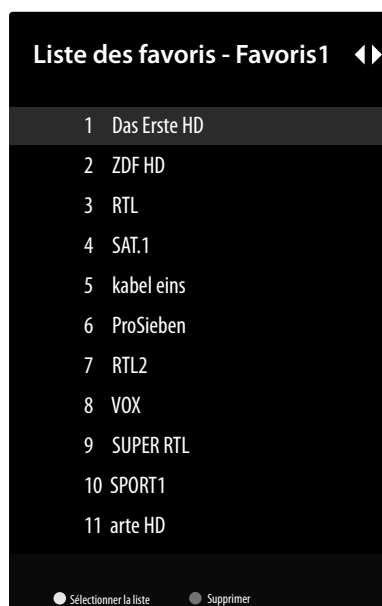 Liste des favoris - Favoris1
1 Das Erste HD
2 ZDF HD
3 RTL
4 SAT.1
5 kabel eins
6 ProSieben
7 RTL2
8 VOX
9 SUPER RTL
10 SPORT1
11 arte HD
Sélectionner la liste Supprimer